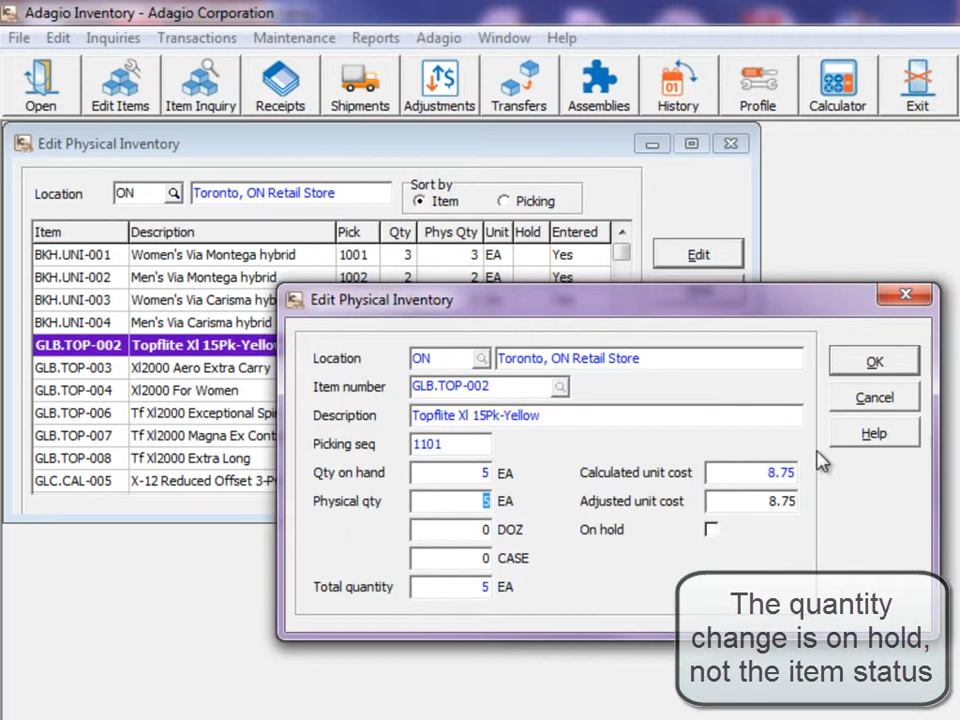 Adagio Inventory - Adagio Corporation
File Edit Inquiries Transactions Maintenance Reports Adagio Window Help
Open Edit Items Item Inquiry Receipts Shipments Adjustments Transfers Assemblies History Profile Calculator Exit
Edit Physical Inventory
Location ON Toronto, ON Retail Store
Sort by
Item Picking
Item Description Pick Qty Phys Qty Unit Hold Entered
BKH.UNI-001 Women's Via Montega hybrid 1001 3 3 EA Yes
Edit
BKH.UNI-002 Men's Via Montega hybrid 1002 2 2 EA Yes
BKH.UNI-003 Women's Via Carisma hyb
BKH.UNI-004 Men's Via Carisma hybrid
GLB.TOP-002 Topflite Xl 15Pk-Yello
GLB.TOP-003 Xl2000 Aero Extra Carry
GLB.TOP-004 Xl2000 For Women
GLB.TOP-006 Tf Xl2000 Exceptional Spi
GLB.TOP-007 Tf Xl2000 Magna Ex Cont
GLB.TOP-008 Tf Xl2000 Extra Long
GLC.CAL-005 X-12 Reduced Offset 3-P
Edit Physical Inventory
Location ON Toronto, ON Retail Store
OK
Item number GLB.TOP-002
Cancel
Description Topflite Xl 15Pk-Yellow
Help
Picking seq 1101
Qty on hand 5 EA Calculated unit cost 8.75
Physical qty 5 EA Adjusted unit cost 8.75
0 DOZ On hold
0 CASE
Total quantity 5 EA
The quantity
change is on hold,
not the item status